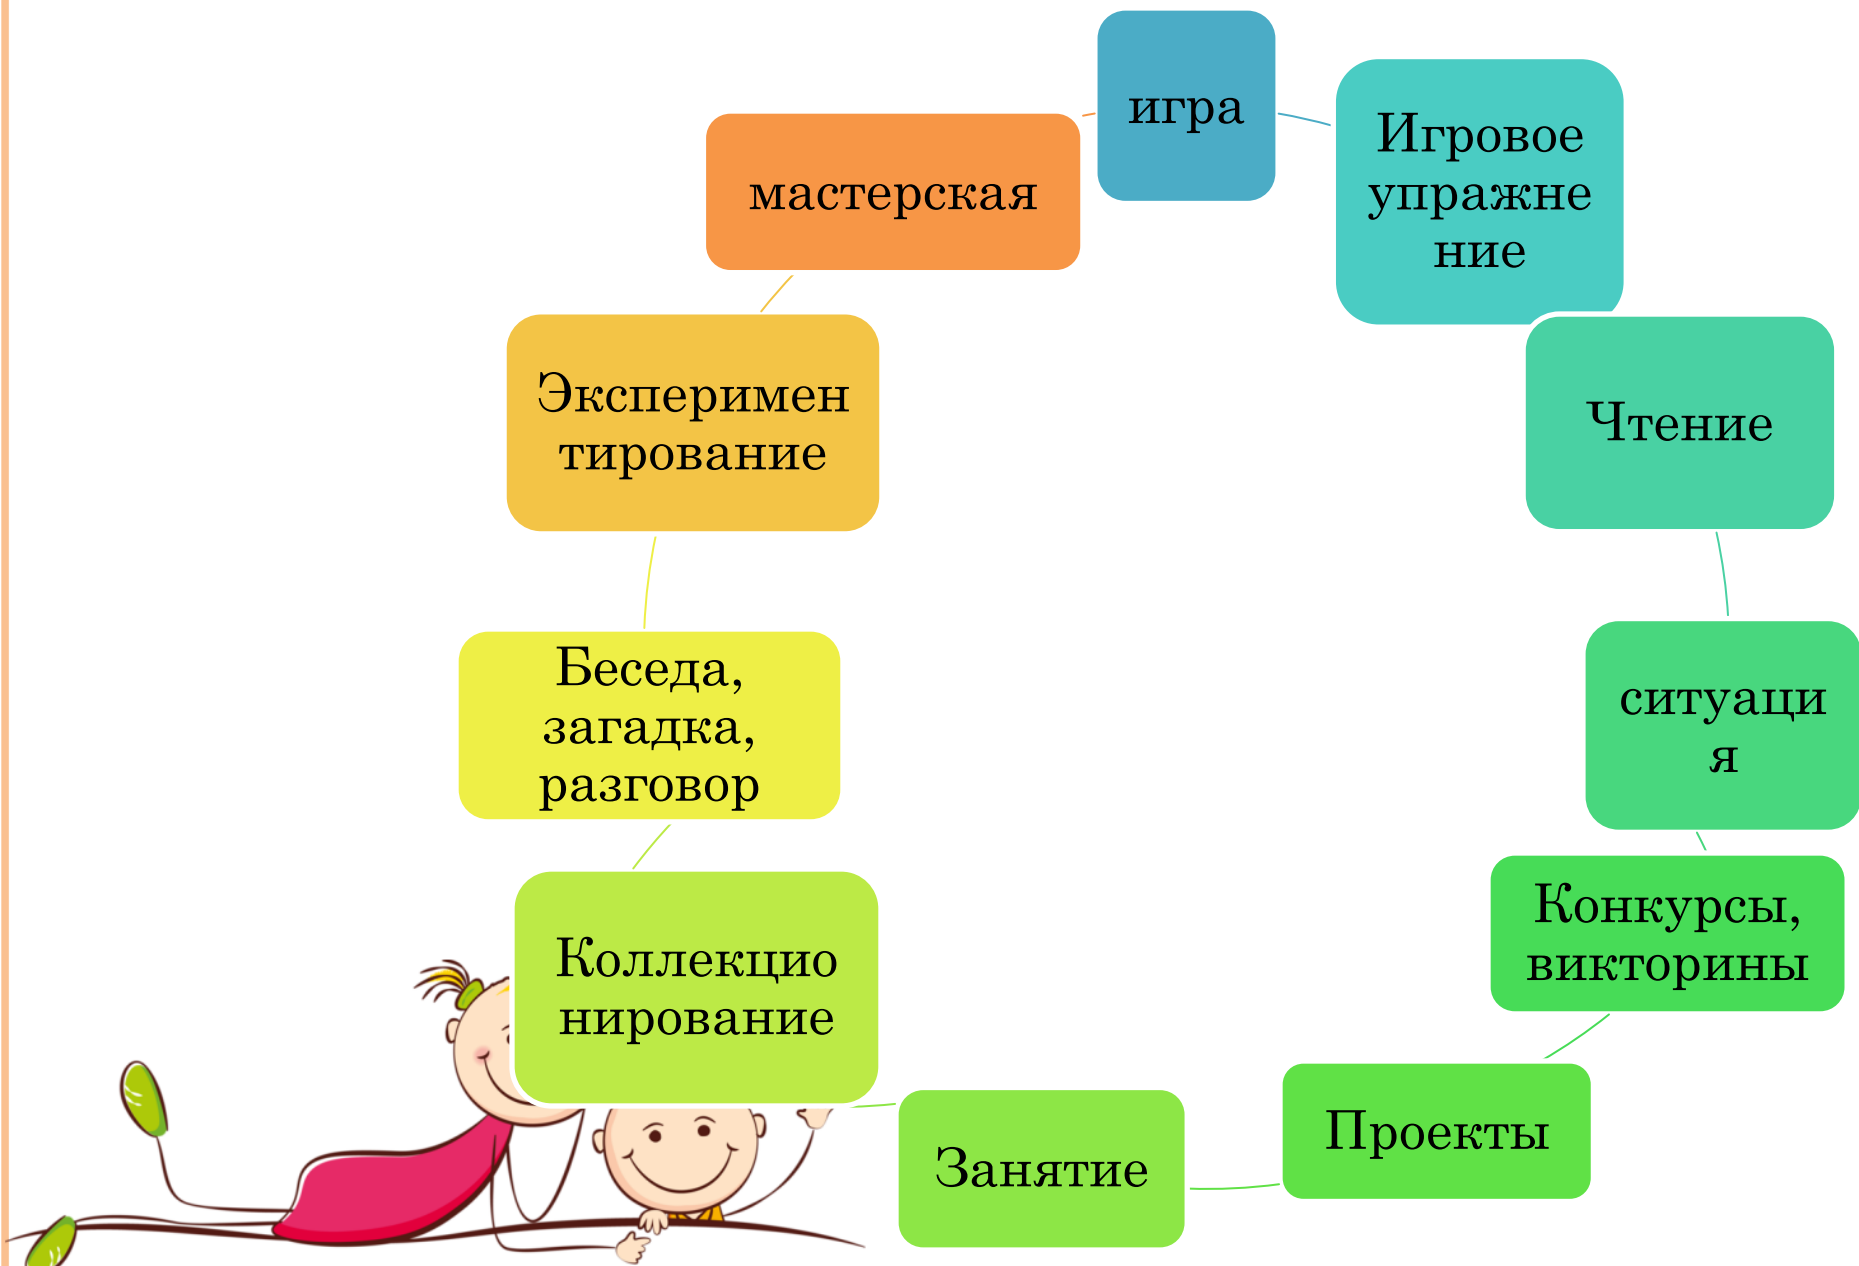 игра
Игровое
упражне
ние
Чтение
ситуаци
я
Конкурсы,
викторины
Проекты
Занятие
Коллекцио
нирование
Беседа,
загадка,
разговор
Эксперимен
тирование
мастерская